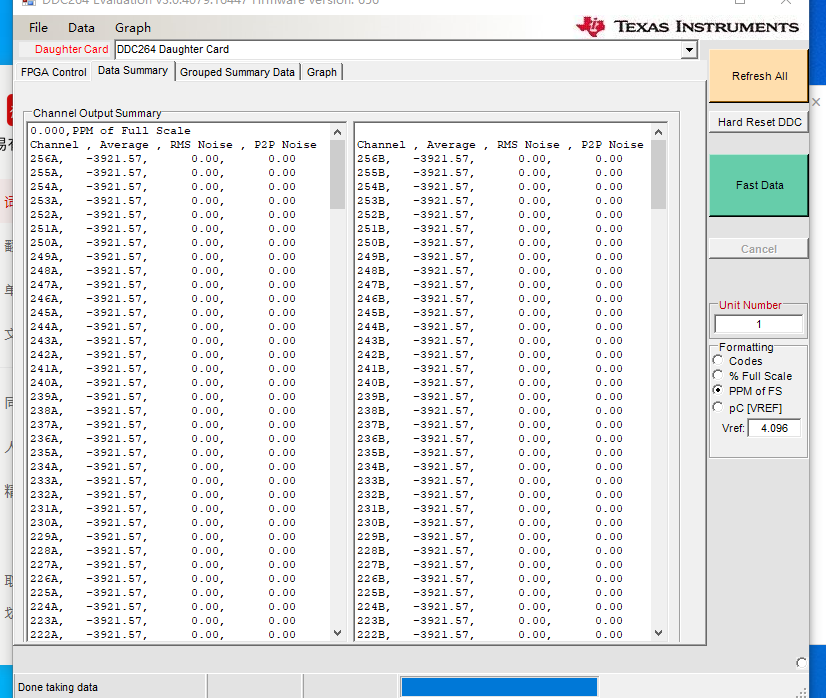 DDC264 Evaluation v3.0.4079.16447 Firmware Version: 656
File Data Graph
TEXAS INSTRUMENTS
Daughter Card DDC264 Daughter Card
FPGA Control Data Summary Grouped Summary Data Graph
Refresh All
Hard Reset DDC
Fast Data
Cancel
Unit Number
1
Formatting
Codes
% Full Scale
PPM of FS
pC [VREF]
Vref: 4.096
Channel Output Summary
0.000,PPM of Full Scale
Channel , Average , RMS Noise , P2P Noise
256A, -3921.57, 0.00, 0.00
255A, -3921.57, 0.00, 0.00
254A, -3921.57, 0.00, 0.00
253A, -3921.57, 0.00, 0.00
252A, -3921.57, 0.00, 0.00
251A, -3921.57, 0.00, 0.00
250A, -3921.57, 0.00, 0.00
249A, -3921.57, 0.00, 0.00
248A, -3921.57, 0.00, 0.00
247A, -3921.57, 0.00, 0.00
246A, -3921.57, 0.00, 0.00
245A, -3921.57, 0.00, 0.00
244A, -3921.57, 0.00, 0.00
243A, -3921.57, 0.00, 0.00
242A, -3921.57, 0.00, 0.00
241A, -3921.57, 0.00, 0.00
240A, -3921.57, 0.00, 0.00
239A, -3921.57, 0.00, 0.00
238A, -3921.57, 0.00, 0.00
237A, -3921.57, 0.00, 0.00
236A, -3921.57, 0.00, 0.00
235A, -3921.57, 0.00, 0.00
234A, -3921.57, 0.00, 0.00
233A, -3921.57, 0.00, 0.00
232A, -3921.57, 0.00, 0.00
231A, -3921.57, 0.00, 0.00
230A, -3921.57, 0.00, 0.00
229A, -3921.57, 0.00, 0.00
228A, -3921.57, 0.00, 0.00
227A, -3921.57, 0.00, 0.00
226A, -3921.57, 0.00, 0.00
225A, -3921.57, 0.00, 0.00
224A, -3921.57, 0.00, 0.00
223A, -3921.57, 0.00, 0.00
222A, -3921.57, 0.00, 0.00
Channel , Average , RMS Noise , P2P Noise
256B, -3921.57, 0.00, 0.00
255B, -3921.57, 0.00, 0.00
254B, -3921.57, 0.00, 0.00
253B, -3921.57, 0.00, 0.00
252B, -3921.57, 0.00, 0.00
251B, -3921.57, 0.00, 0.00
250B, -3921.57, 0.00, 0.00
249B, -3921.57, 0.00, 0.00
248B, -3921.57, 0.00, 0.00
247B, -3921.57, 0.00, 0.00
246B, -3921.57, 0.00, 0.00
245B, -3921.57, 0.00, 0.00
244B, -3921.57, 0.00, 0.00
243B, -3921.57, 0.00, 0.00
242B, -3921.57, 0.00, 0.00
241B, -3921.57, 0.00, 0.00
240B, -3921.57, 0.00, 0.00
239B, -3921.57, 0.00, 0.00
238B, -3921.57, 0.00, 0.00
237B, -3921.57, 0.00, 0.00
236B, -3921.57, 0.00, 0.00
235B, -3921.57, 0.00, 0.00
234B, -3921.57, 0.00, 0.00
233B, -3921.57, 0.00, 0.00
232B, -3921.57, 0.00, 0.00
231B, -3921.57, 0.00, 0.00
230B, -3921.57, 0.00, 0.00
229B, -3921.57, 0.00, 0.00
228B, -3921.57, 0.00, 0.00
227B, -3921.57, 0.00, 0.00
226B, -3921.57, 0.00, 0.00
225B, -3921.57, 0.00, 0.00
224B, -3921.57, 0.00, 0.00
223B, -3921.57, 0.00, 0.00
222B, -3921.57, 0.00, 0.00
Done taking data